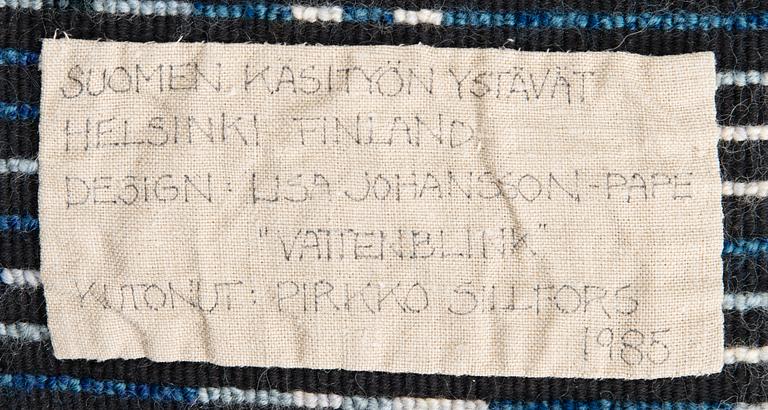 SUOMEN KÄSITYÖN YSTÄVÄT
HELSINKI FINLAND
DESIGN: LISA JOHANSSON-PAPE
"VATTENBLINK"
KUTONUT: PIRKKO SILLFORS
1985